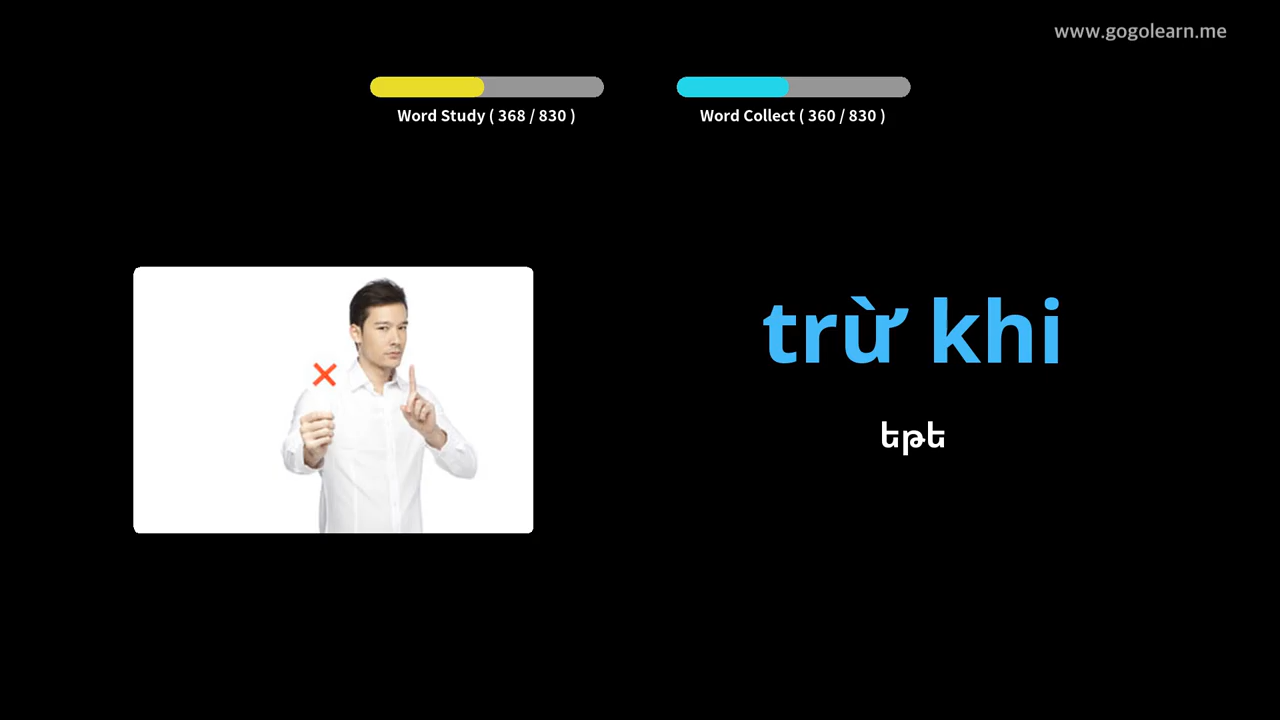 www.gogolearn.me
Word Study ( 368 / 830 )
Word Collect ( 360 / 830 )
trừ khi
եթե